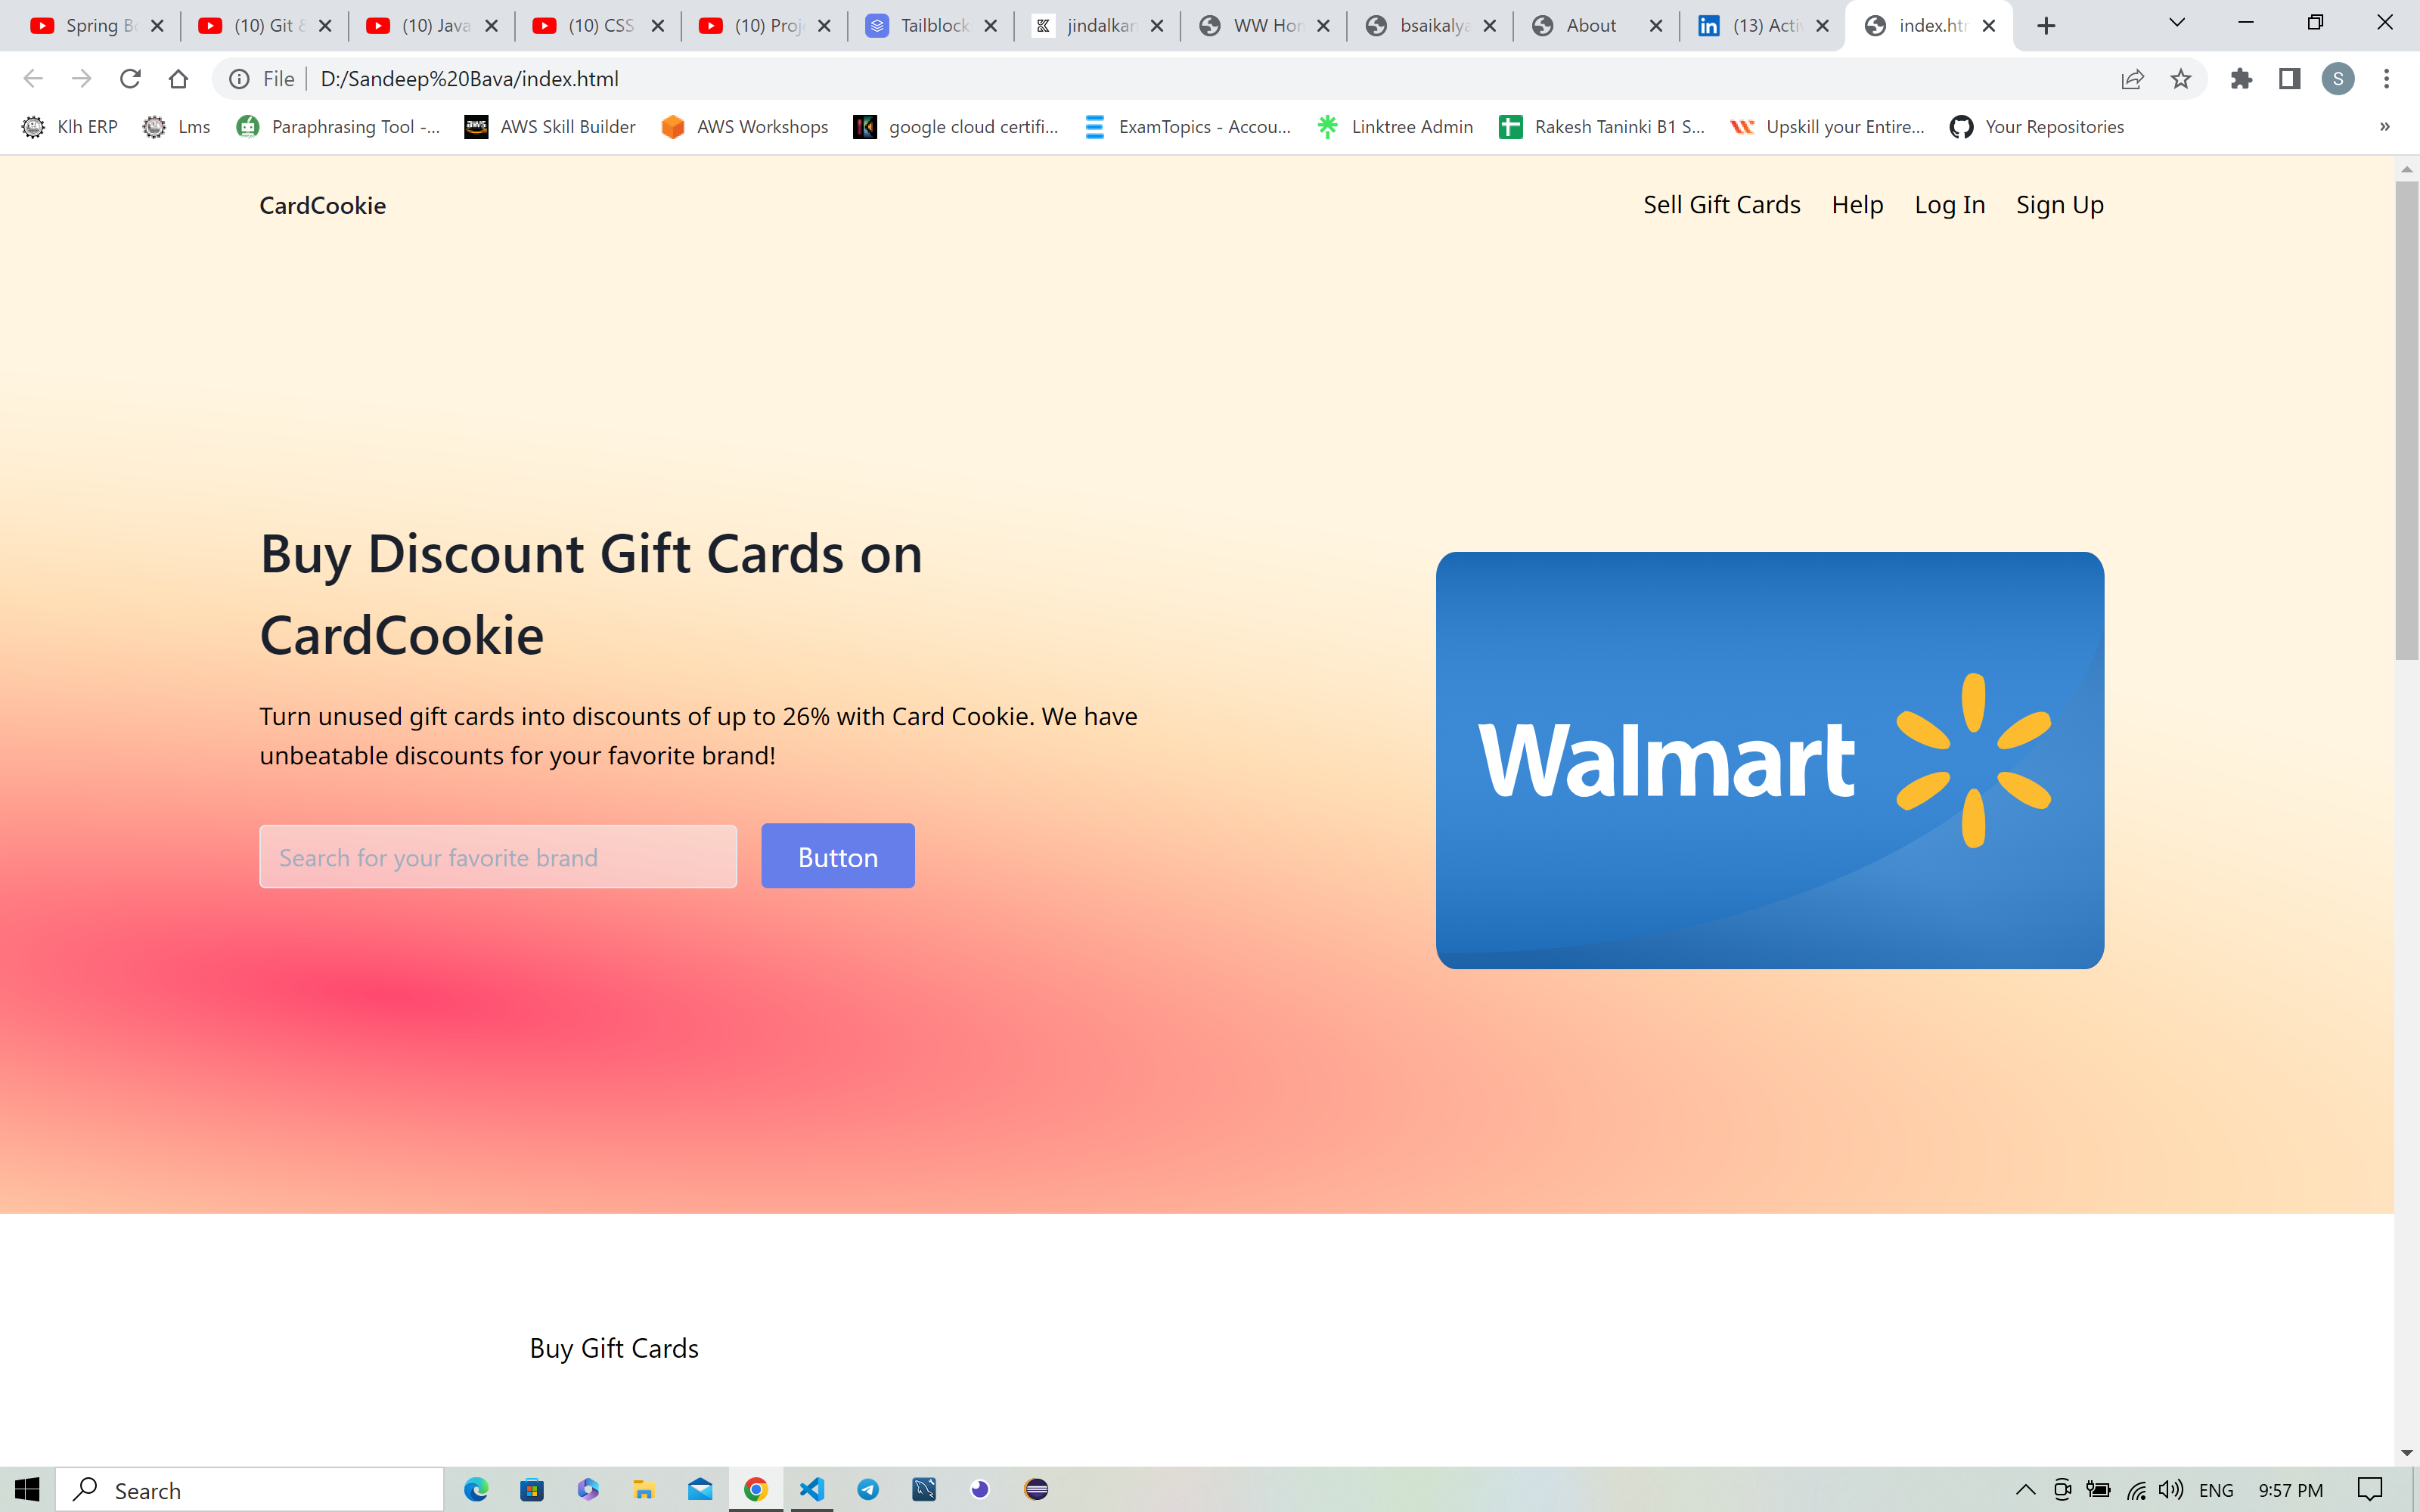 Spring B (10) Git & (10) Java (10) CSS (10) Proj Tailblock jindalkan WW Hom bsaikalya About (13) Acti index.htm
File D:/Sandeep%20Bava/index.html S
Klh ERP Lms Paraphrasing Tool -... AWS Skill Builder AWS Workshops google cloud certifi... ExamTopics - Accou... Linktree Admin Rakesh Taninki B1 S... Upskill your Entire... Your Repositories »
CardCookie Sell Gift Cards Help Log In Sign Up
Buy Discount Gift Cards on
CardCookie
Turn unused gift cards into discounts of up to 26% with Card Cookie. We have
unbeatable discounts for your favorite brand!
Search for your favorite brand Button
Walmart
Buy Gift Cards
Search ENG 9:57 PM